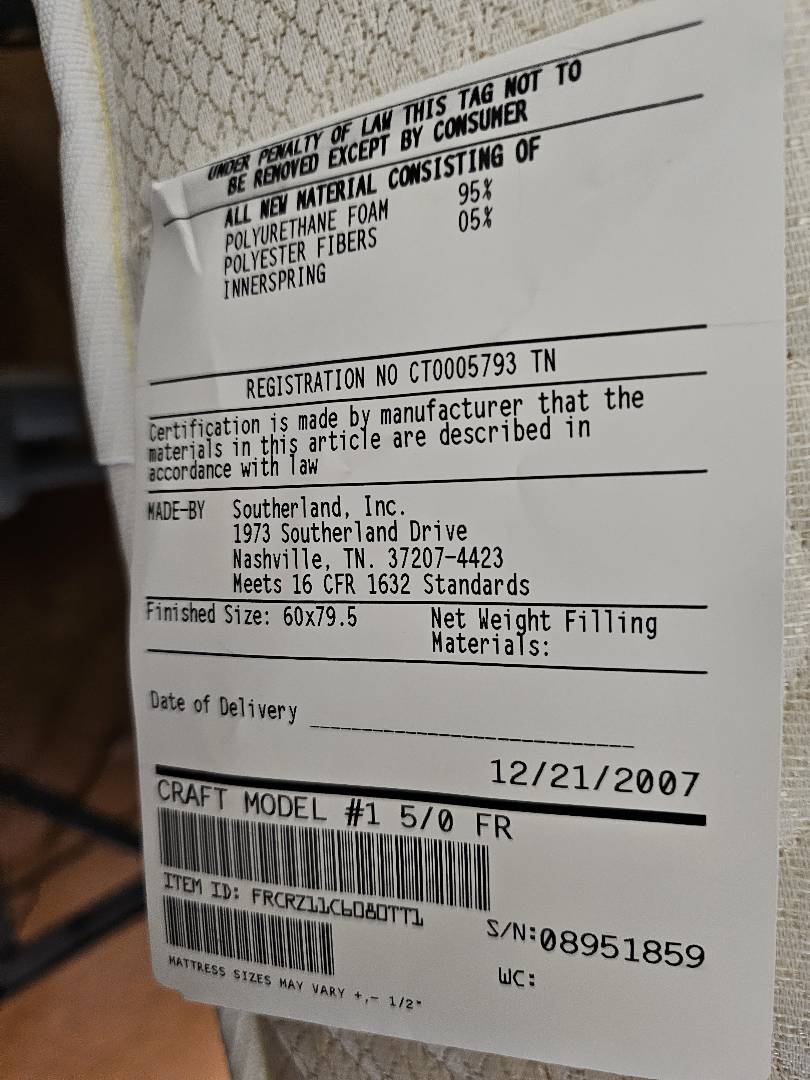 UNDER PENALTY OF LAW THIS TAG NOT TO
BE REMOVED EXCEPT BY CONSUMER
ALL NEW MATERIAL CONSISTING OF
POLYURETHANE FOAM 95%
POLYESTER FIBERS 05%
INNERSPRING
REGISTRATION NO CT0005793 TN
Certification is made by manufacturer that the
materials in this article are described in
accordance with law
MADE-BY Southerland, Inc.
1973 Southerland Drive
Nashville, TN. 37207-4423
Meets 16 CFR 1632 Standards
Finished Size: 60x79.5 Net Weight Filling
Materials:
Date of Delivery
12/21/2007
CRAFT MODEL #1 5/0 FR
ITEM ID: FRCRZ11C6080TT1
S/N:08951859
WC:
MATTRESS SIZES MAY VARY +,- 1/2"